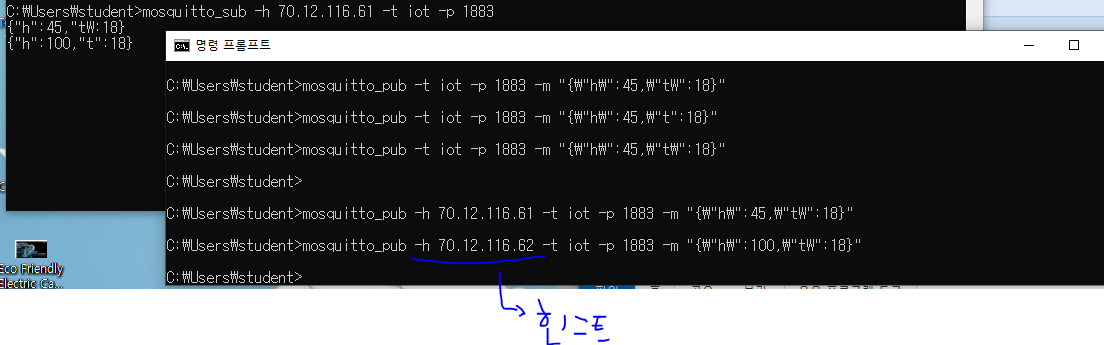 C:₩Users₩student>mosquitto_sub -h 70.12.116.61 -t iot -p 1883
{"h":45,"t₩:18}
{"h":100,"t":18}
명령 프롬프트
C:₩Users₩student>mosquitto_pub -t iot -p 1883 -m "{₩"h₩":45,₩"t₩":18}"
C:₩Users₩student>mosquitto_pub -t iot -p 1883 -m "{₩"h₩":45,₩"t":18}"
C:₩Users₩student>mosquitto_pub -t iot -p 1883 -m "{₩"h₩":45,₩"t₩":18}"
C:₩Users₩student>
C:₩Users₩student>mosquitto_pub -h 70.12.116.61 -t iot -p 1883 -m "{₩"h₩":45,₩"t₩":18}"
C:₩Users₩student>mosquitto_pub -h 70.12.116.62 -t iot -p 1883 -m "{₩"h₩":100,₩"t₩":18}"
C:₩Users₩student>
Eco Friendly
Electric Ca...